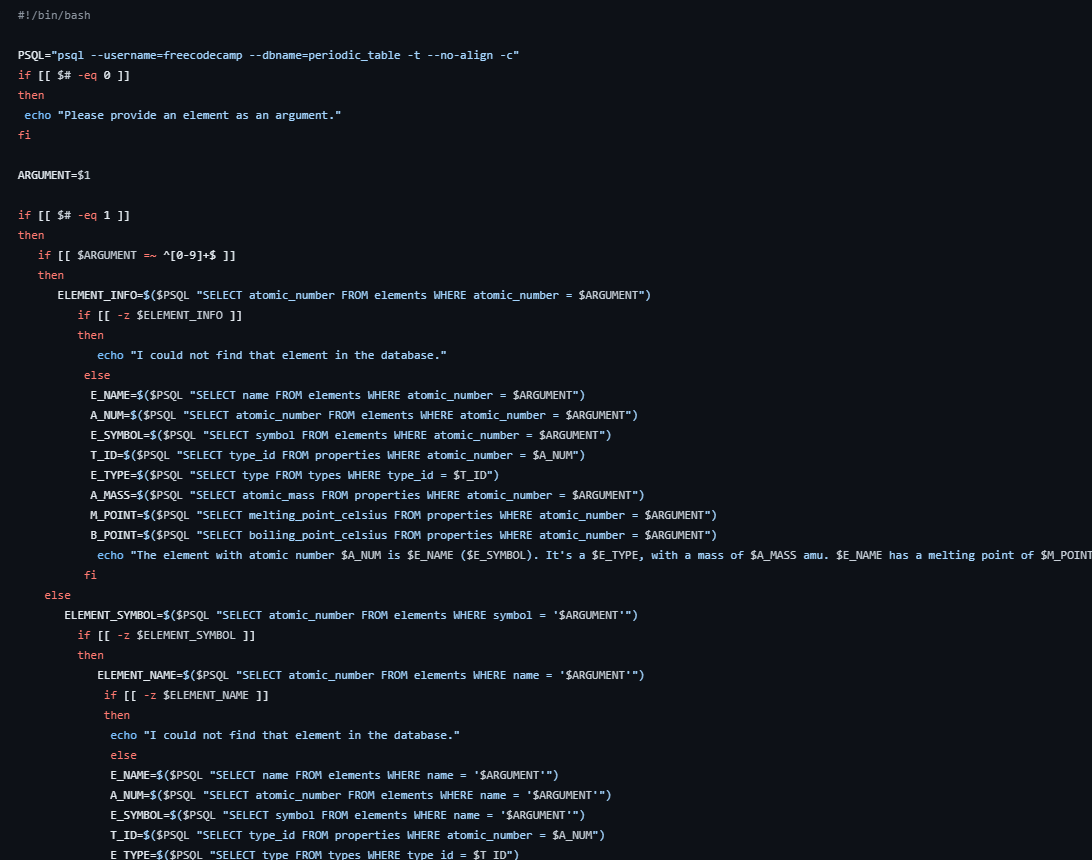 #!/bin/bash

PSQL="psql --username=freecodecamp --dbname=periodic_table -t --no-align -c"
if [[ $# -eq 0 ]]
then
 echo "Please provide an element as an argument."
fi

ARGUMENT=$1

if [[ $# -eq 1 ]]
then
   if [[ $ARGUMENT =~ ^[0-9]+$ ]]
   then
      ELEMENT_INFO=$($PSQL "SELECT atomic_number FROM elements WHERE atomic_number = $ARGUMENT")
         if [[ -z $ELEMENT_INFO ]]
         then
            echo "I could not find that element in the database."
          else
           E_NAME=$($PSQL "SELECT name FROM elements WHERE atomic_number = $ARGUMENT")
           A_NUM=$($PSQL "SELECT atomic_number FROM elements WHERE atomic_number = $ARGUMENT")
           E_SYMBOL=$($PSQL "SELECT symbol FROM elements WHERE atomic_number = $ARGUMENT")
           T_ID=$($PSQL "SELECT type_id FROM properties WHERE atomic_number = $A_NUM")
           E_TYPE=$($PSQL "SELECT type FROM types WHERE type_id = $T_ID")
           A_MASS=$($PSQL "SELECT atomic_mass FROM properties WHERE atomic_number = $ARGUMENT")
           M_POINT=$($PSQL "SELECT melting_point_celsius FROM properties WHERE atomic_number = $ARGUMENT")
           B_POINT=$($PSQL "SELECT boiling_point_celsius FROM properties WHERE atomic_number = $ARGUMENT")
            echo "The element with atomic number $A_NUM is $E_NAME ($E_SYMBOL). It's a $E_TYPE, with a mass of $A_MASS amu. $E_NAME has a melting point of $M_POINT
          fi
    else
       ELEMENT_SYMBOL=$($PSQL "SELECT atomic_number FROM elements WHERE symbol = '$ARGUMENT'")
         if [[ -z $ELEMENT_SYMBOL ]]
         then
            ELEMENT_NAME=$($PSQL "SELECT atomic_number FROM elements WHERE name = '$ARGUMENT'")
             if [[ -z $ELEMENT_NAME ]]
             then
              echo "I could not find that element in the database."
              else
              E_NAME=$($PSQL "SELECT name FROM elements WHERE name = '$ARGUMENT'")
              A_NUM=$($PSQL "SELECT atomic_number FROM elements WHERE name = '$ARGUMENT'")
              E_SYMBOL=$($PSQL "SELECT symbol FROM elements WHERE name = '$ARGUMENT'")
              T_ID=$($PSQL "SELECT type_id FROM properties WHERE atomic_number = $A_NUM")
              E_TYPE=$($PSQL "SELECT type FROM types WHERE type_id = $T_ID")